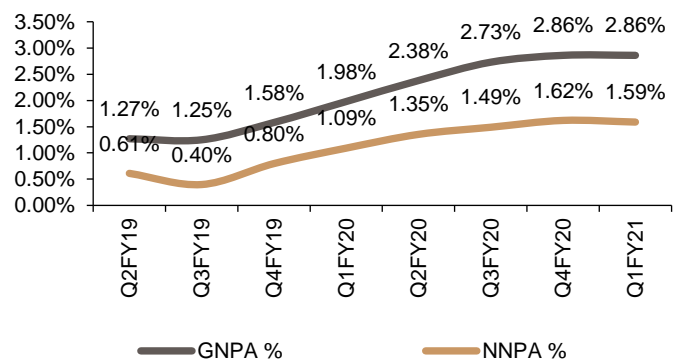 3.50%
3.00%
2.50%
2.00%
1.50%
1.00%
0.50%
0.00%
1.27% 1.25% 1.58% 1.98% 2.38% 2.73% 2.86% 2.86%
0.61% 0.40% 0.80% 1.09% 1.35% 1.49% 1.62% 1.59%
Q2FY19
Q3FY19
Q4FY19
Q1FY20
Q2FY20
Q3FY20
Q4FY20
Q1FY21
GNPA % NNPA %